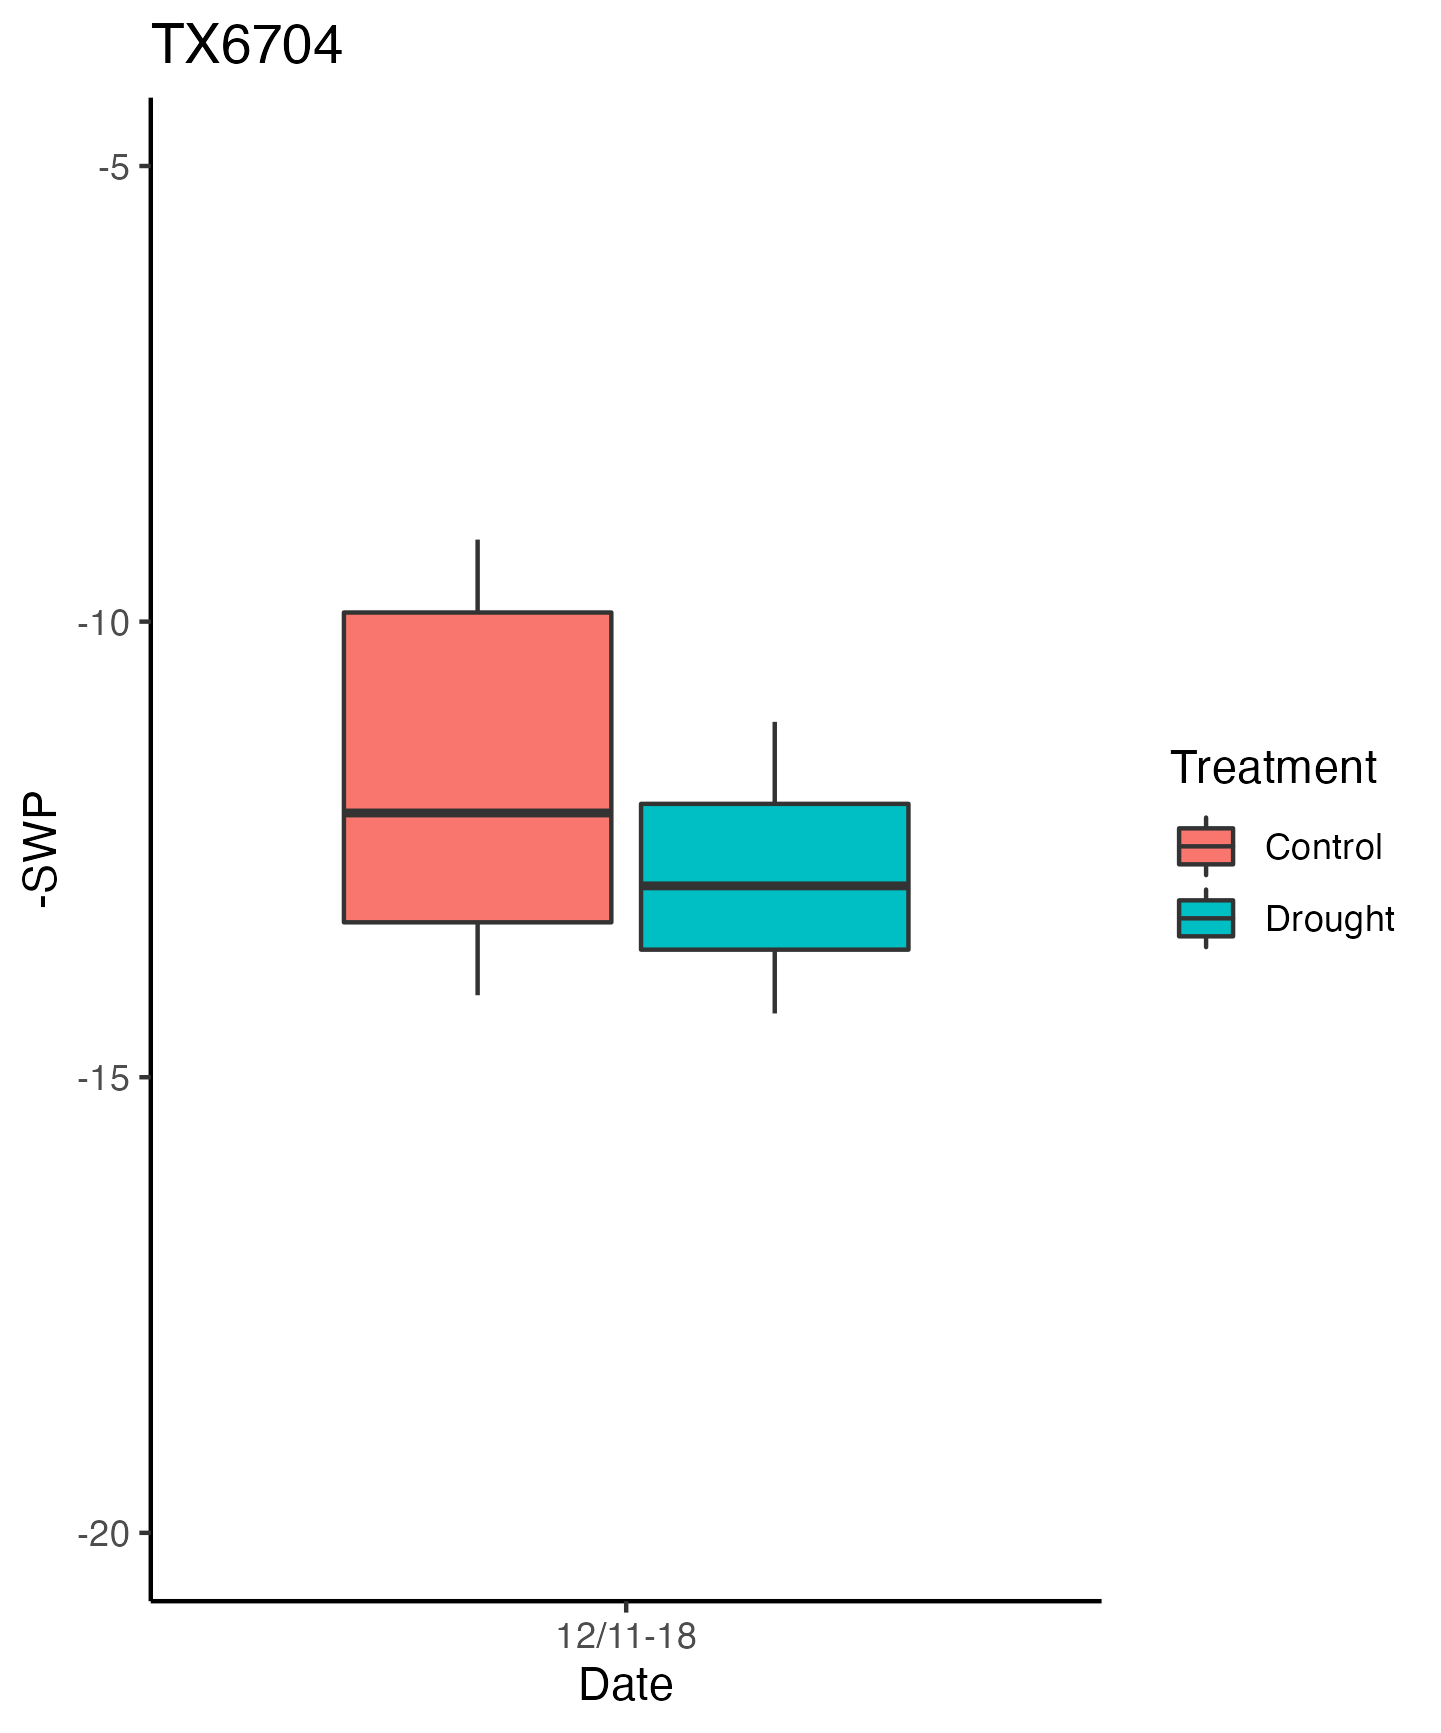 TX6704
-5
-10
-15
-20
-SWP
12/11-18
Date
Treatment
Control
Drought